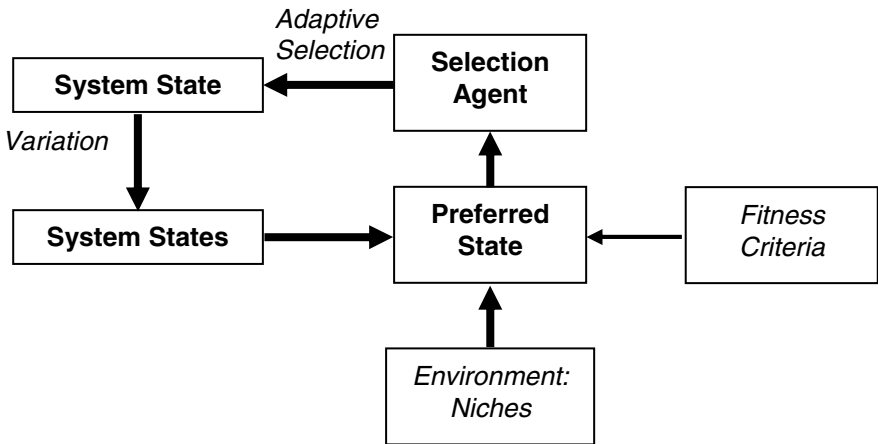 Adaptive
Selection
System State
Selection
Agent
Variation
System States
Preferred
State
Fitness
Criteria
Environment:
Niches